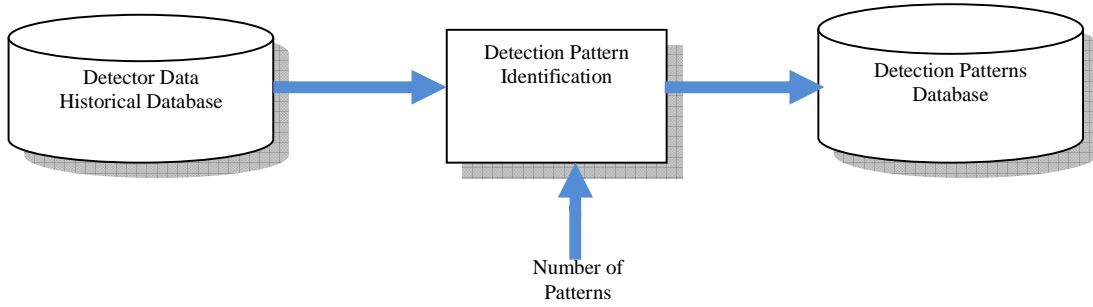 Detector Data
Historical Database
Detection Pattern
Identification
Detection Patterns
Database
Number of
Patterns